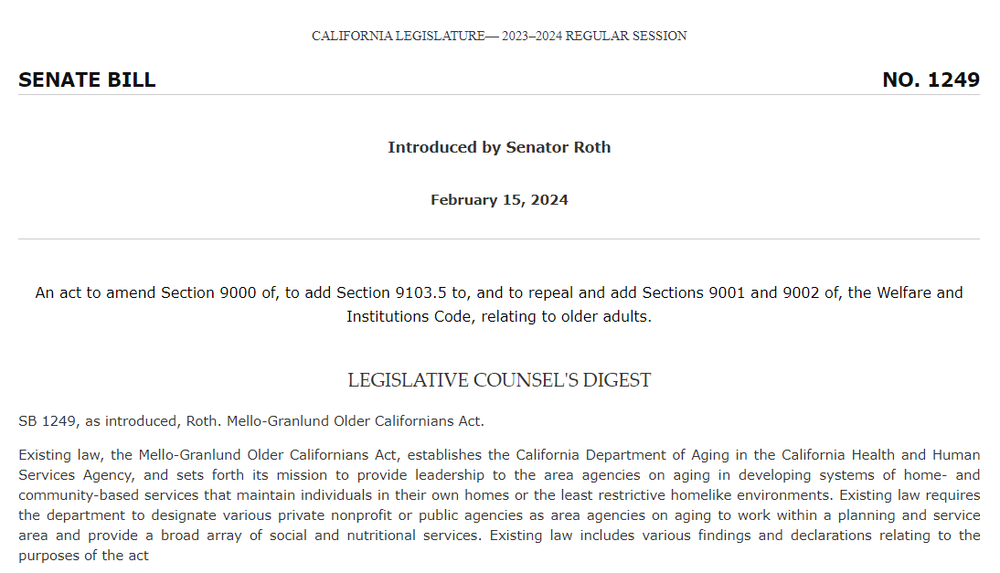 CALIFORNIA LEGISLATURE— 2023–2024 REGULAR SESSION
SENATE BILL NO. 1249
Introduced by Senator Roth
February 15, 2024
An act to amend Section 9000 of, to add Section 9103.5 to, and to repeal and add Sections 9001 and 9002 of, the Welfare and
Institutions Code, relating to older adults.
LEGISLATIVE COUNSEL'S DIGEST
SB 1249, as introduced, Roth. Mello-Granlund Older Californians Act.
Existing law, the Mello-Granlund Older Californians Act, establishes the California Department of Aging in the California Health and Human
Services Agency, and sets forth its mission to provide leadership to the area agencies on aging in developing systems of home- and
community-based services that maintain individuals in their own homes or the least restrictive homelike environments. Existing law requires
the department to designate various private nonprofit or public agencies as area agencies on aging to work within a planning and service
area and provide a broad array of social and nutritional services. Existing law includes various findings and declarations relating to the
purposes of the act